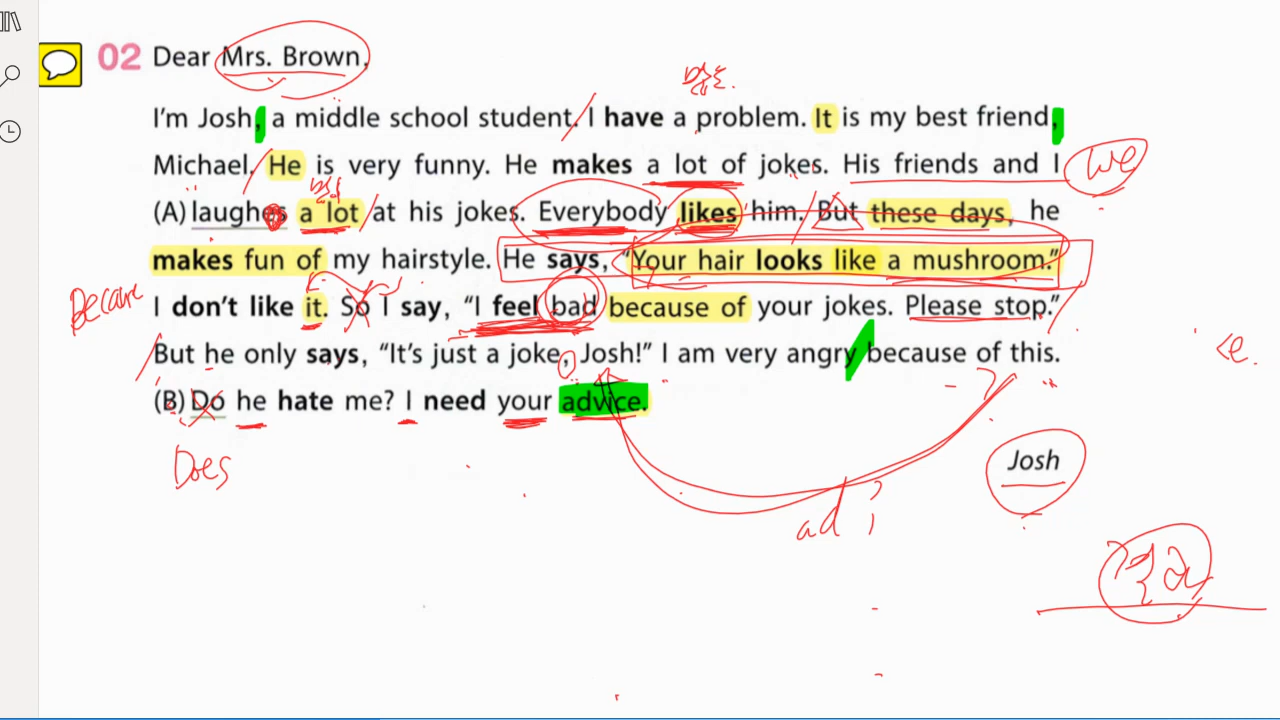 02 Dear Mrs. Brown,
I'm Josh, a middle school student. I have a problem. It is my best friend,
Michael. He is very funny. He makes a lot of jokes. His friends and I
we
(A) laughes a lot at his jokes. Everybody likes him. But these days, he
makes fun of my hairstyle. He says, "Your hair looks like a mushroom."
Because
I don't like it. So I say, "I feel bad because of your jokes. Please stop."
But he only says, "It's just a joke, Josh!" I am very angry because of this.
(B) Do he hate me? I need your advice.
Does
Josh
ad